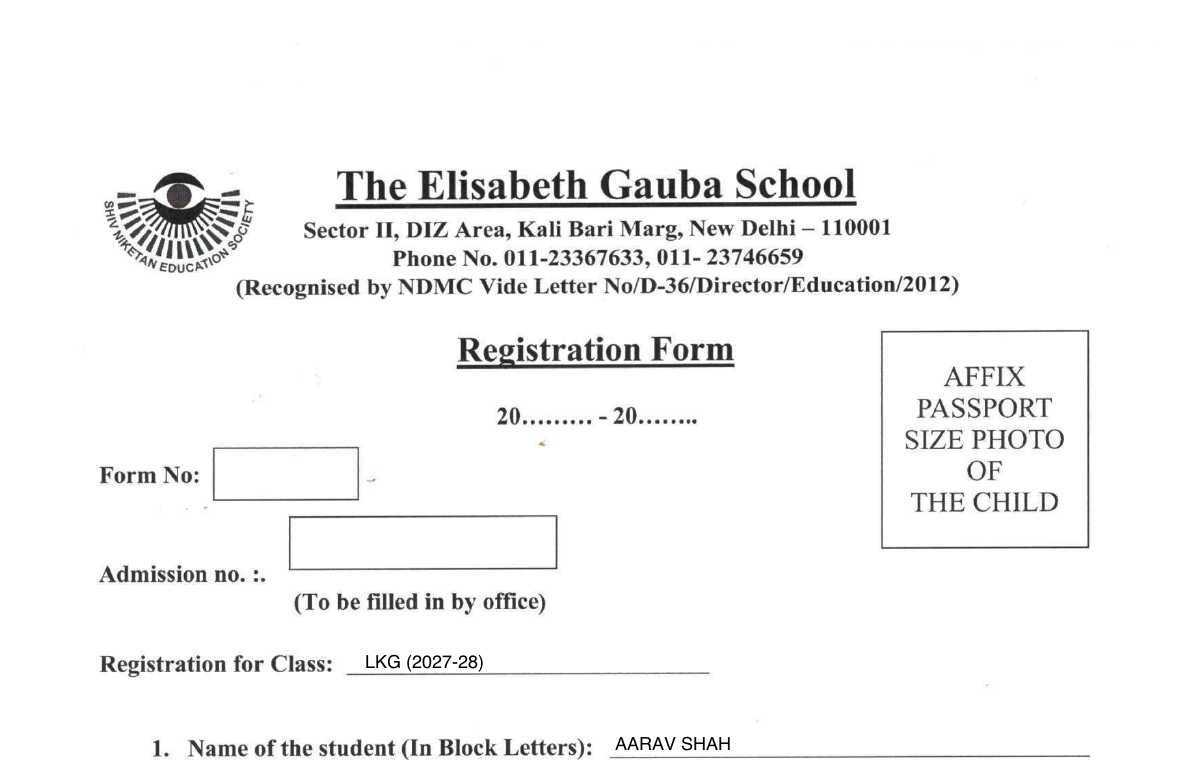 SHIV NIKETAN EDUCATION SOCIETY
The Elisabeth Gauba School
Sector II, DIZ Area, Kali Bari Marg, New Delhi – 110001
Phone No. 011-23367633, 011- 23746659
(Recognised by NDMC Vide Letter No/D-36/Director/Education/2012)
Registration Form
AFFIX
PASSPORT
SIZE PHOTO
OF
THE CHILD
20......... - 20........
Form No:
Admission no. :.
(To be filled in by office)
Registration for Class: LKG (2027-28)
1. Name of the student (In Block Letters): AARAV SHAH